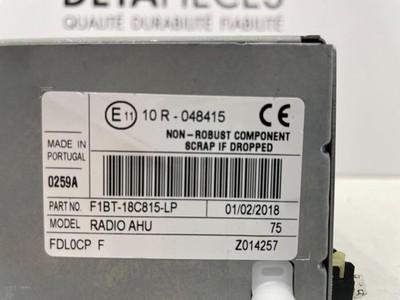 DURABILITÉ QUALITÉ FIABILITÉ
E11 10 R - 048415 CE
NON - ROBUST COMPONENT
SCRAP IF DROPPED
MADE IN
PORTUGAL
0259A
PART NO. F1BT-18C815-LP 01/02/2018
MODEL RADIO AHU 75
FDL0CP F Z014257